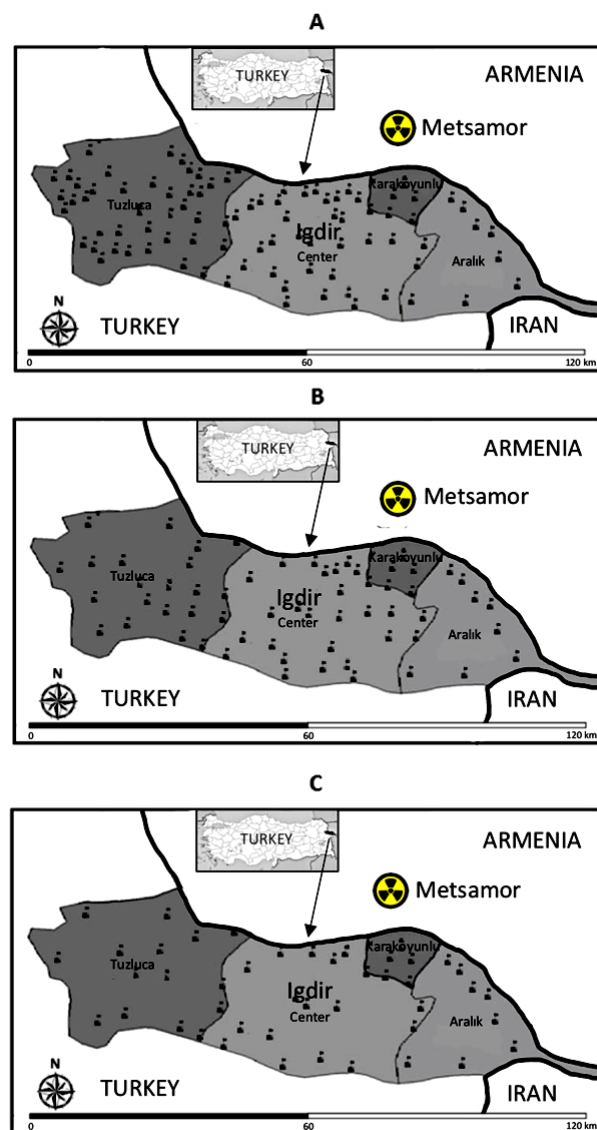 A
TURKEY
ARMENIA
Metsamor
Karakoyunlu
Tuzluca
Igdir
Center
Aralık
N
TURKEY
IRAN
0 60 120 km
B
TURKEY
ARMENIA
Metsamor
Karakoyunlu
Tuzluca
Igdir
Center
Aralık
N
TURKEY
IRAN
0 60 120 km
C
TURKEY
ARMENIA
Metsamor
Karakoyunlu
Tuzluca
Igdir
Center
Aralık
N
TURKEY
IRAN
0 60 120 km